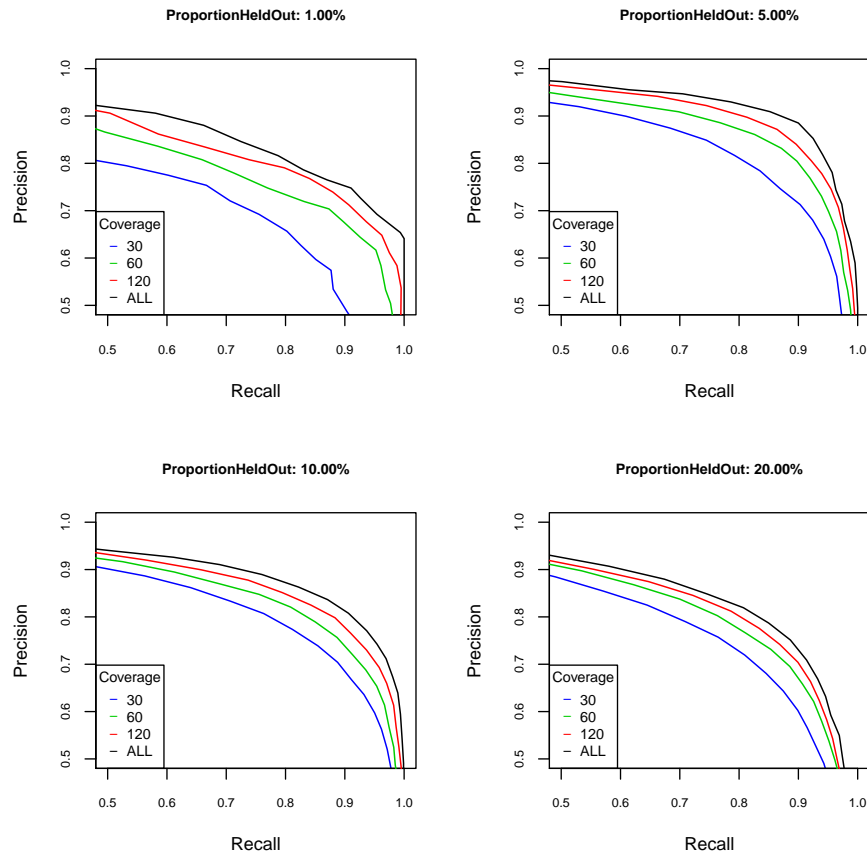 ProportionHeldOut: 1.00%
1.0
0.9
0.8
0.7
0.6
0.5
Precision
Coverage
30
60
120
ALL
0.5 0.6 0.7 0.8 0.9 1.0
Recall
ProportionHeldOut: 5.00%
1.0
0.9
0.8
0.7
0.6
0.5
Precision
Coverage
30
60
120
ALL
0.5 0.6 0.7 0.8 0.9 1.0
Recall
ProportionHeldOut: 10.00%
1.0
0.9
0.8
0.7
0.6
0.5
Precision
Coverage
30
60
120
ALL
0.5 0.6 0.7 0.8 0.9 1.0
Recall
ProportionHeldOut: 20.00%
1.0
0.9
0.8
0.7
0.6
0.5
Precision
Coverage
30
60
120
ALL
0.5 0.6 0.7 0.8 0.9 1.0
Recall